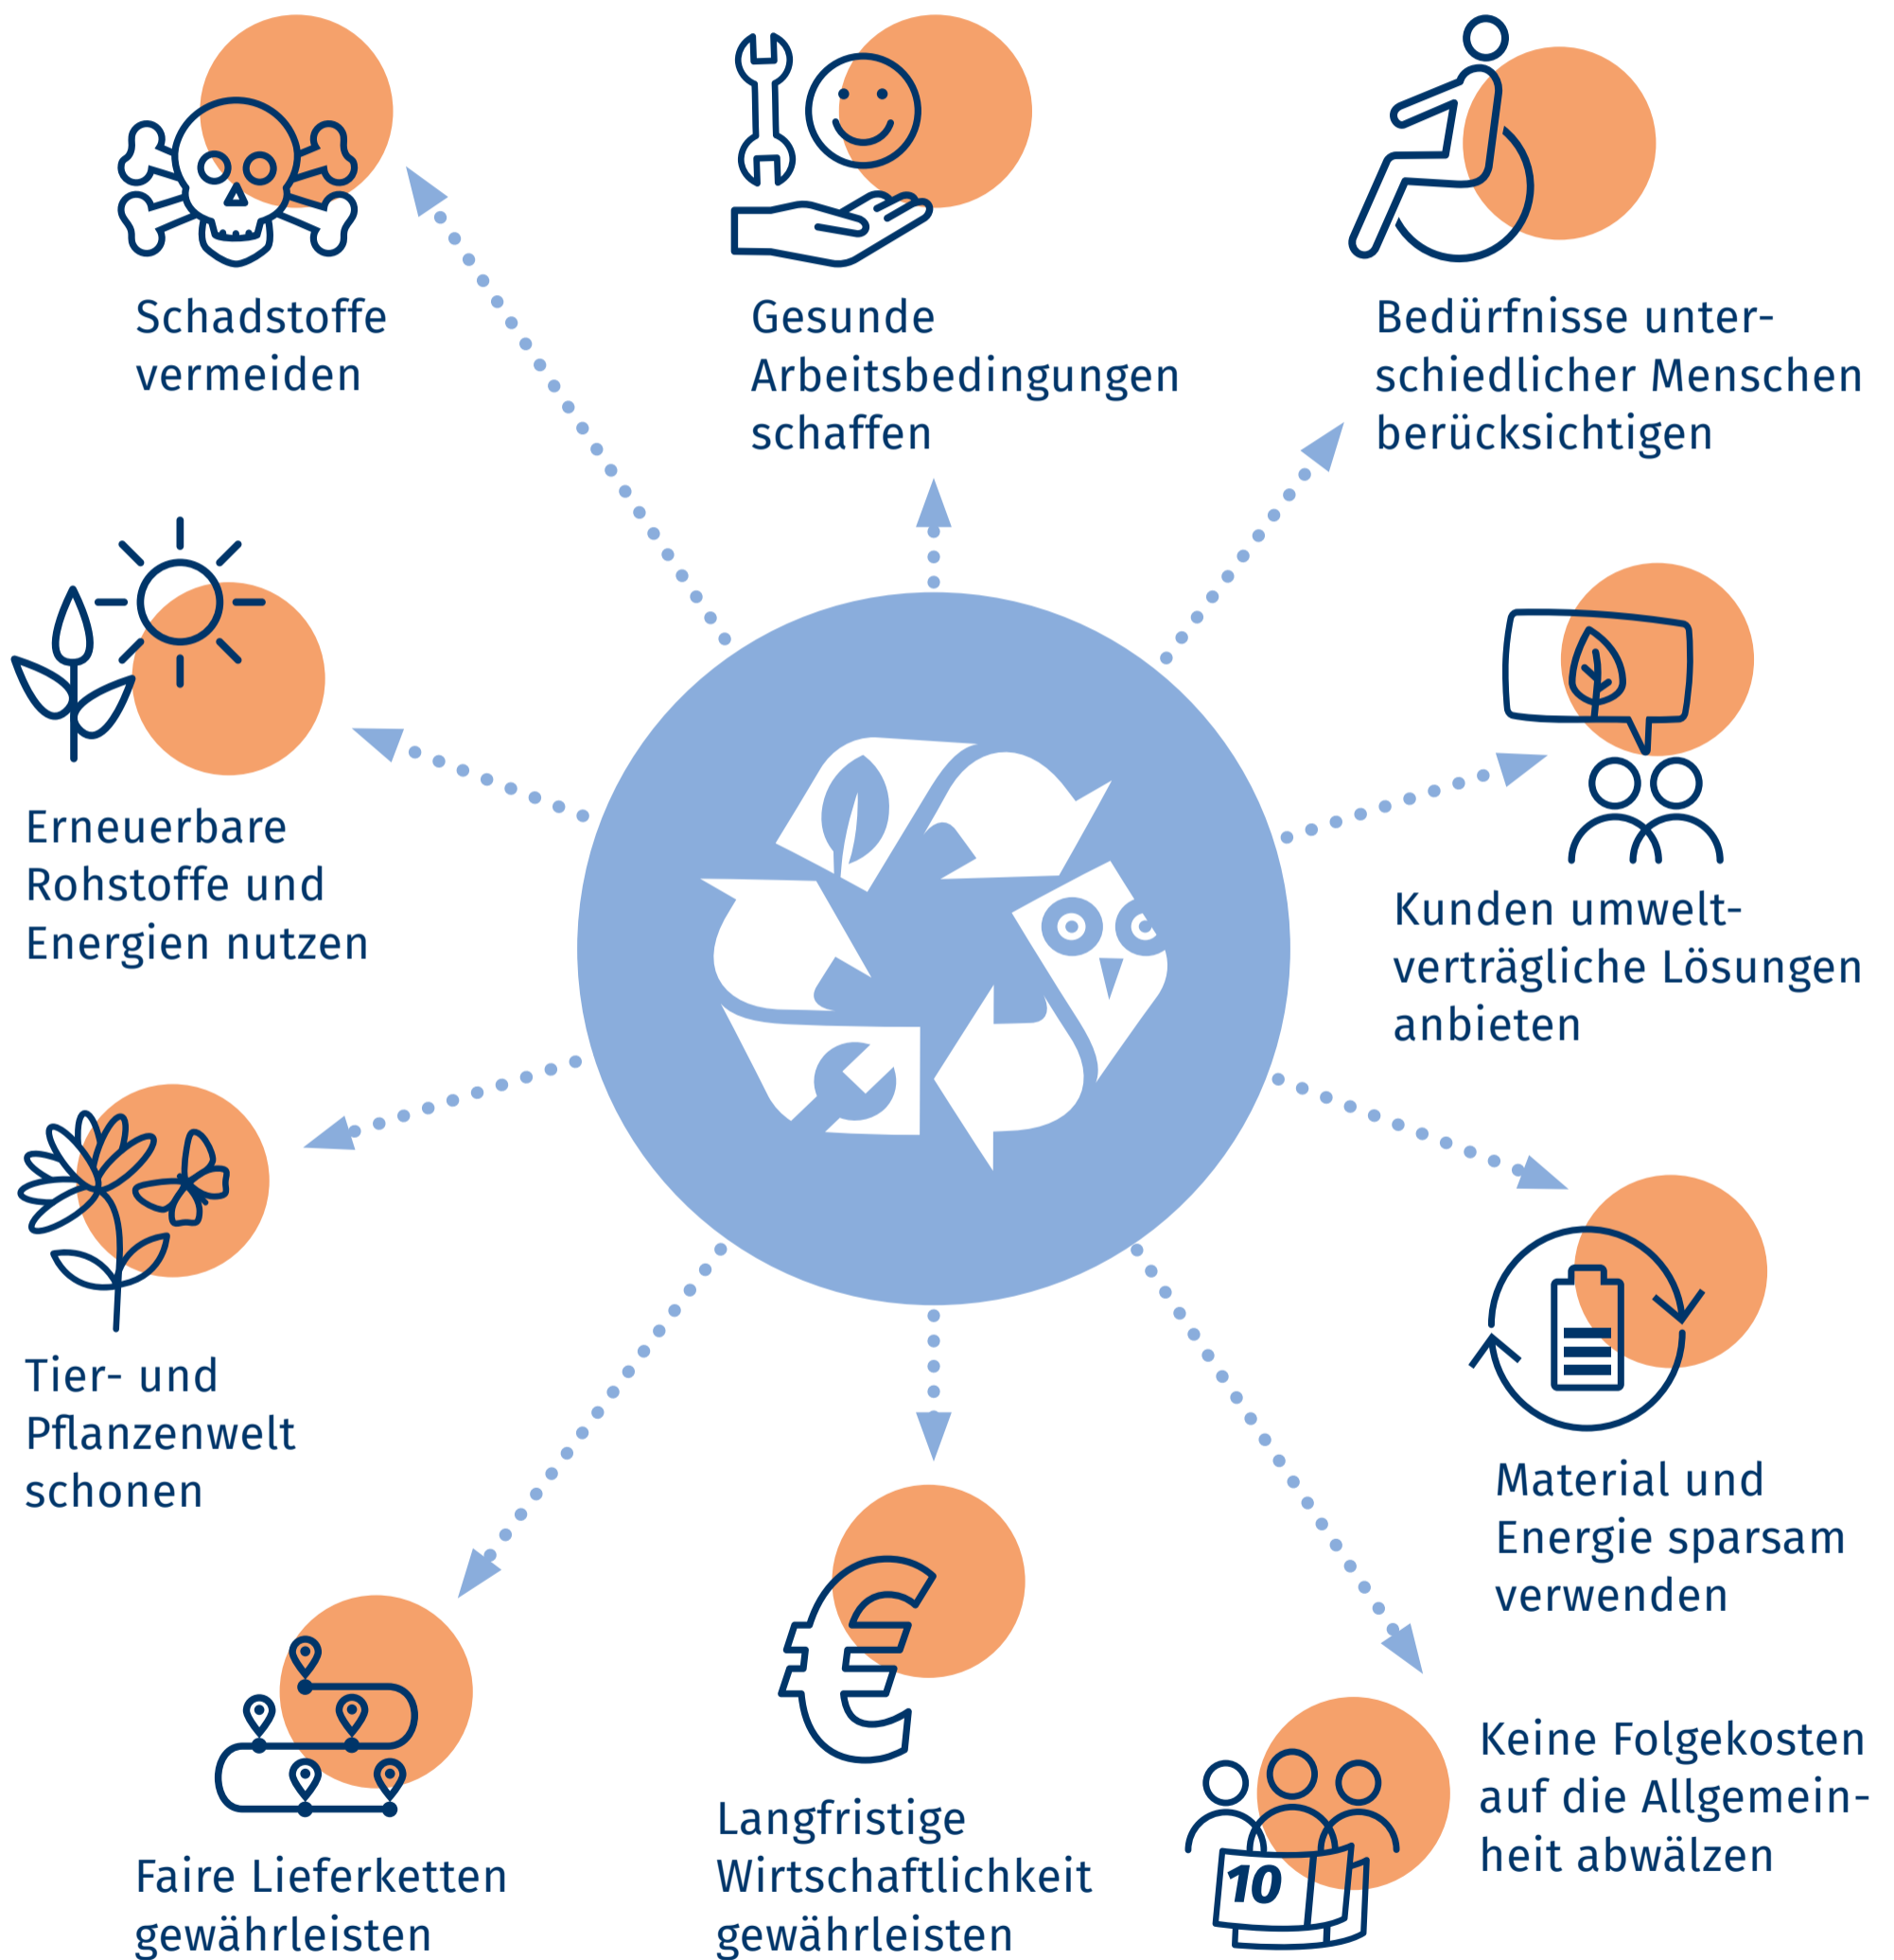 Schadstoffe
vermeiden
Gesunde
Arbeitsbedingungen
schaffen
Bedürfnisse unter-
schiedlicher Menschen
berücksichtigen
Erneuerbare
Rohstoffe und
Energien nutzen
Kunden umwelt-
verträgliche Lösungen
anbieten
Tier- und
Pflanzenwelt
schonen
Material und
Energie sparsam
verwenden
Faire Lieferketten
gewährleisten
Langfristige
Wirtschaftlichkeit
gewährleisten
10
Keine Folgekosten
auf die Allgemein-
heit abwälzen